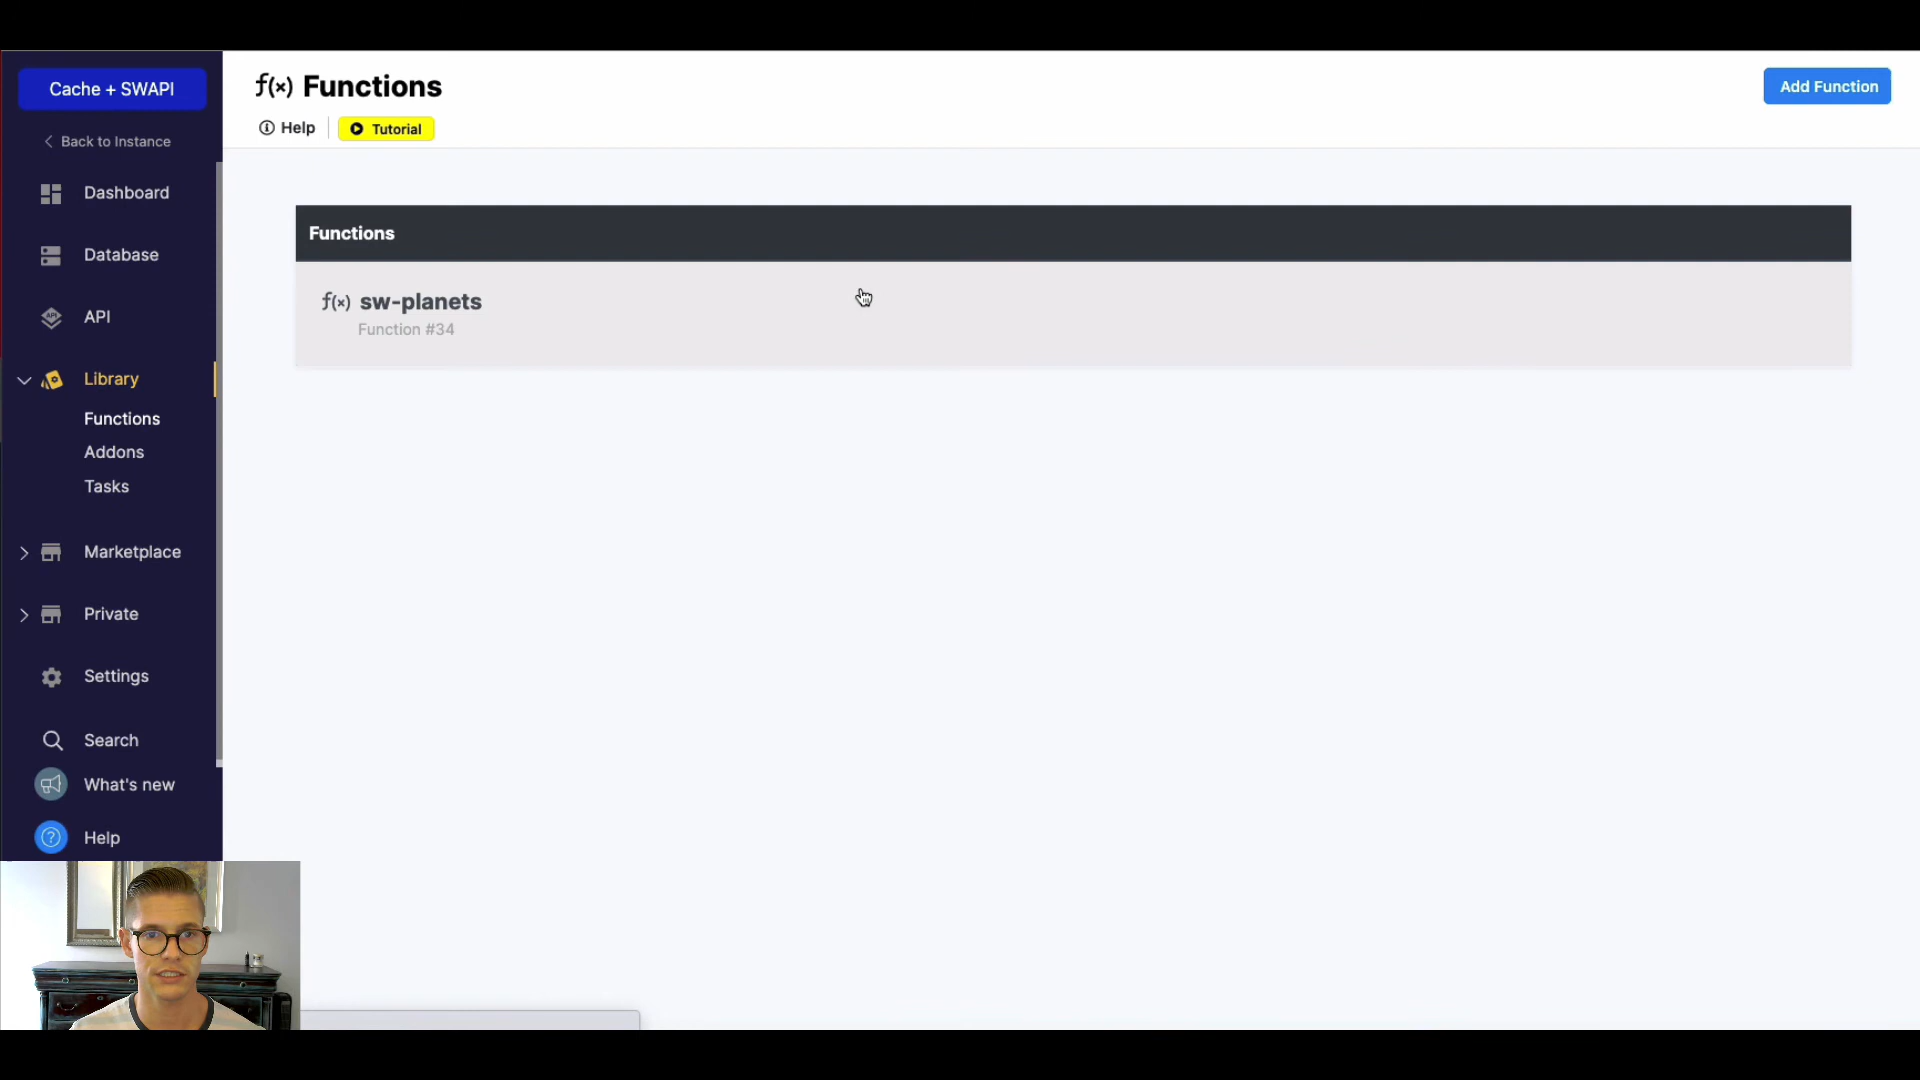 Cache + SWAPI
Back to Instance
Dashboard
Database
API
Library
Functions
Addons
Tasks
Marketplace
Private
Settings
Search
What's new
Help
f(x) Functions
Help
Tutorial
Add Function
Functions
f(x) sw-planets
Function #34